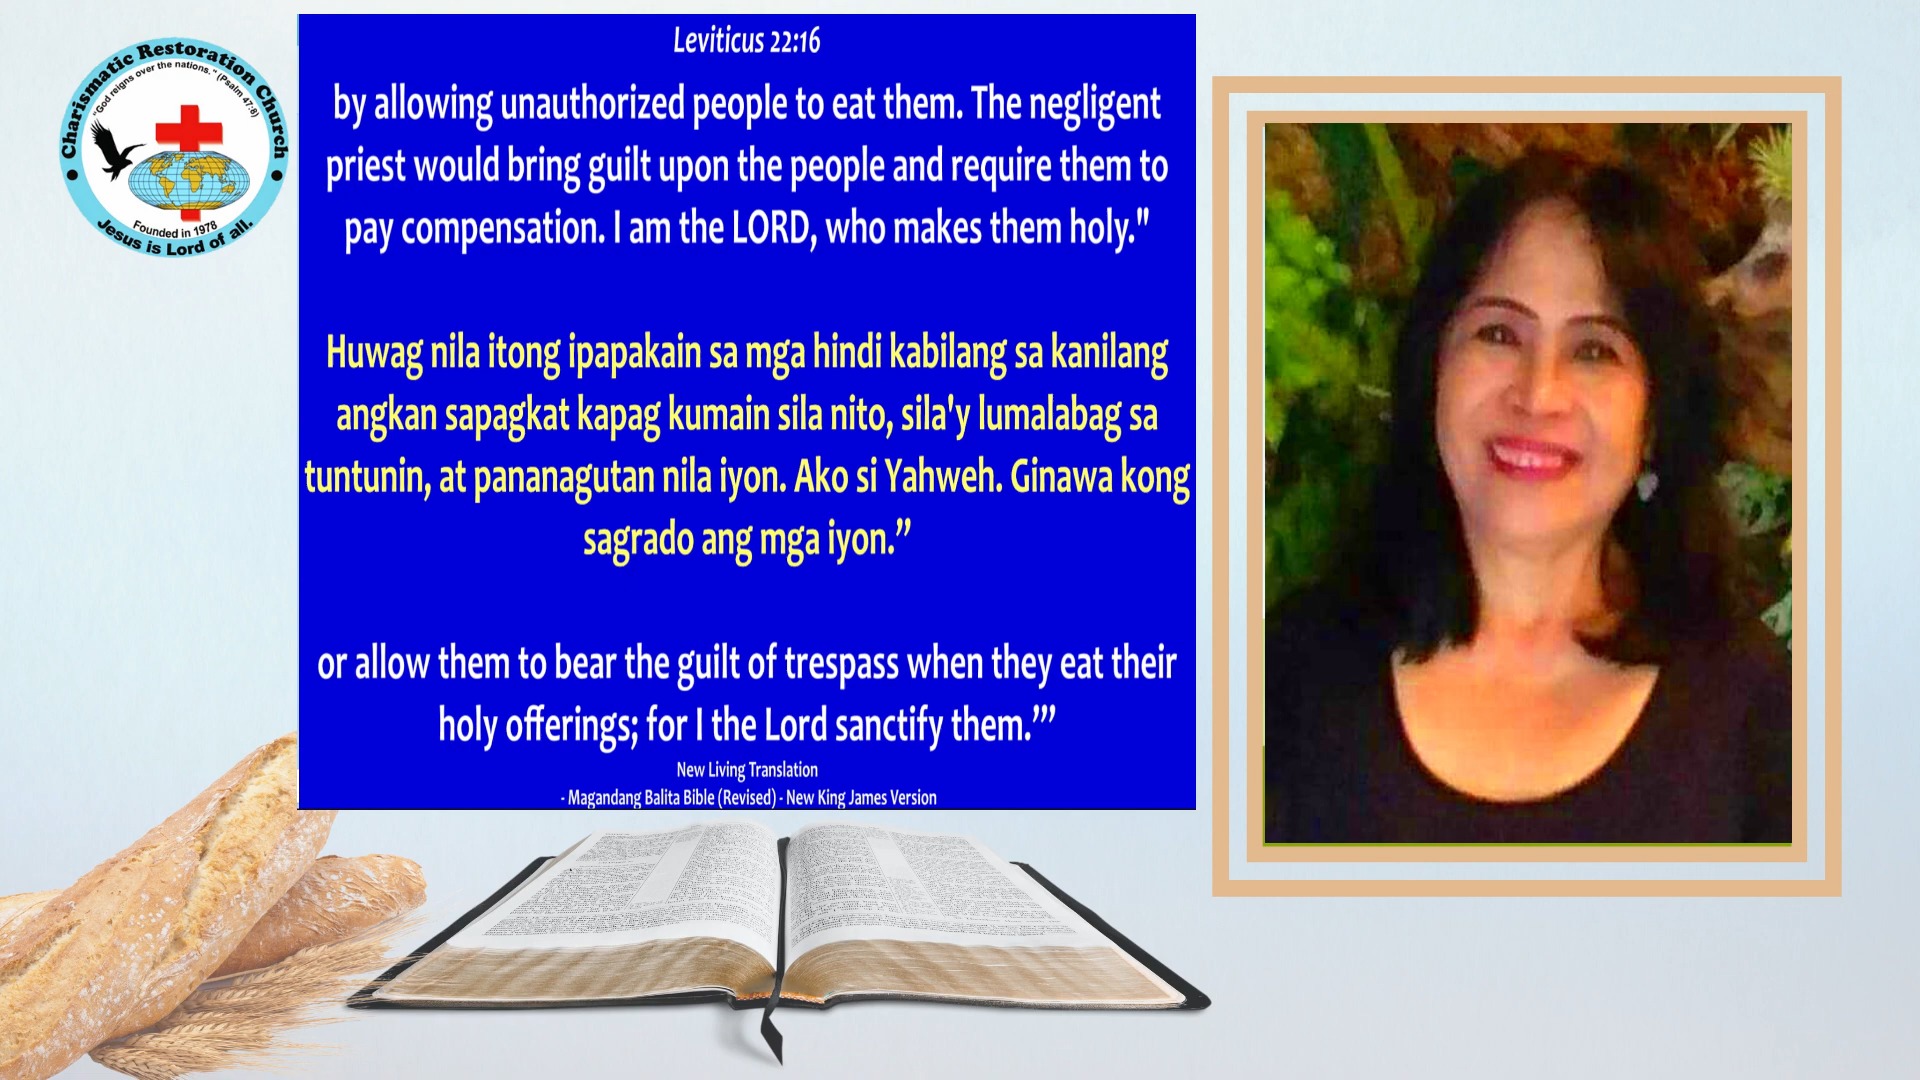 Charismatic Restoration Church
"God reigns over the nations." (Psalm 47:8)
Founded in 1978
Jesus is Lord of all.
Leviticus 22:16
by allowing unauthorized people to eat them. The negligent
priest would bring guilt upon the people and require them to
pay compensation. I am the LORD, who makes them holy."
Huwag nila itong ipapakain sa mga hindi kabilang sa kanilang
angkan sapagkat kapag kumain sila nito, sila'y lumalabag sa
tuntunin, at pananagutan nila iyon. Ako si Yahweh. Ginawa kong
sagrado ang mga iyon.”
or allow them to bear the guilt of trespass when they eat their
holy offerings; for I the Lord sanctify them.’”
New Living Translation
- Magandang Balita Bible (Revised) - New King James Version